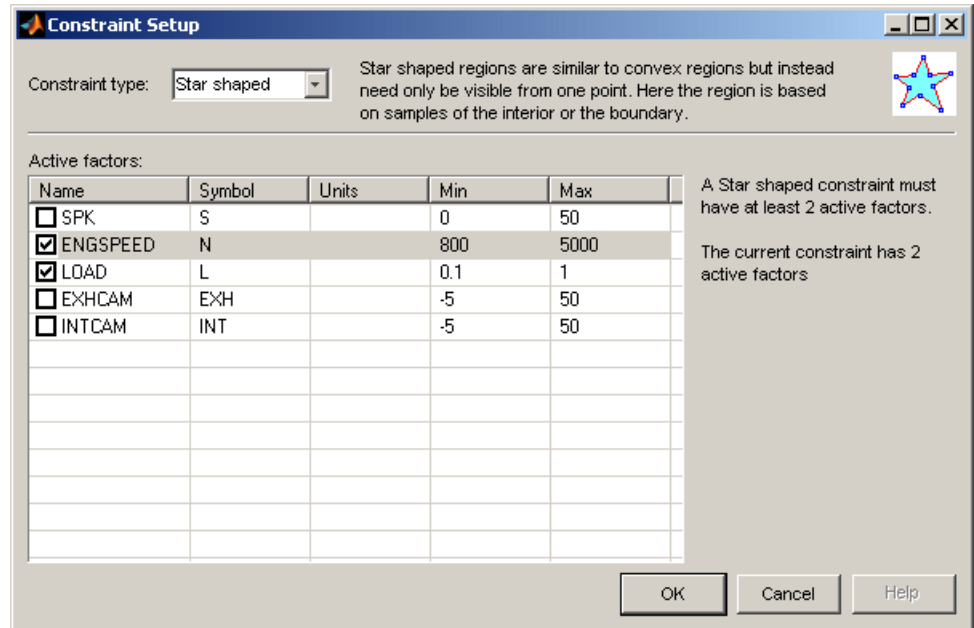 Constraint Setup
Constraint type: Star shaped
Star shaped regions are similar to convex regions but instead
need only be visible from one point. Here the region is based
on samples of the interior or the boundary.
Active factors:
Name Symbol Units Min Max
SPK S 0 50
ENGSPEED N 800 5000
LOAD L 0.1 1
EXHCAM EXH -5 50
INTCAM INT -5 50
A Star shaped constraint must
have at least 2 active factors.
The current constraint has 2
active factors
OK Cancel Help